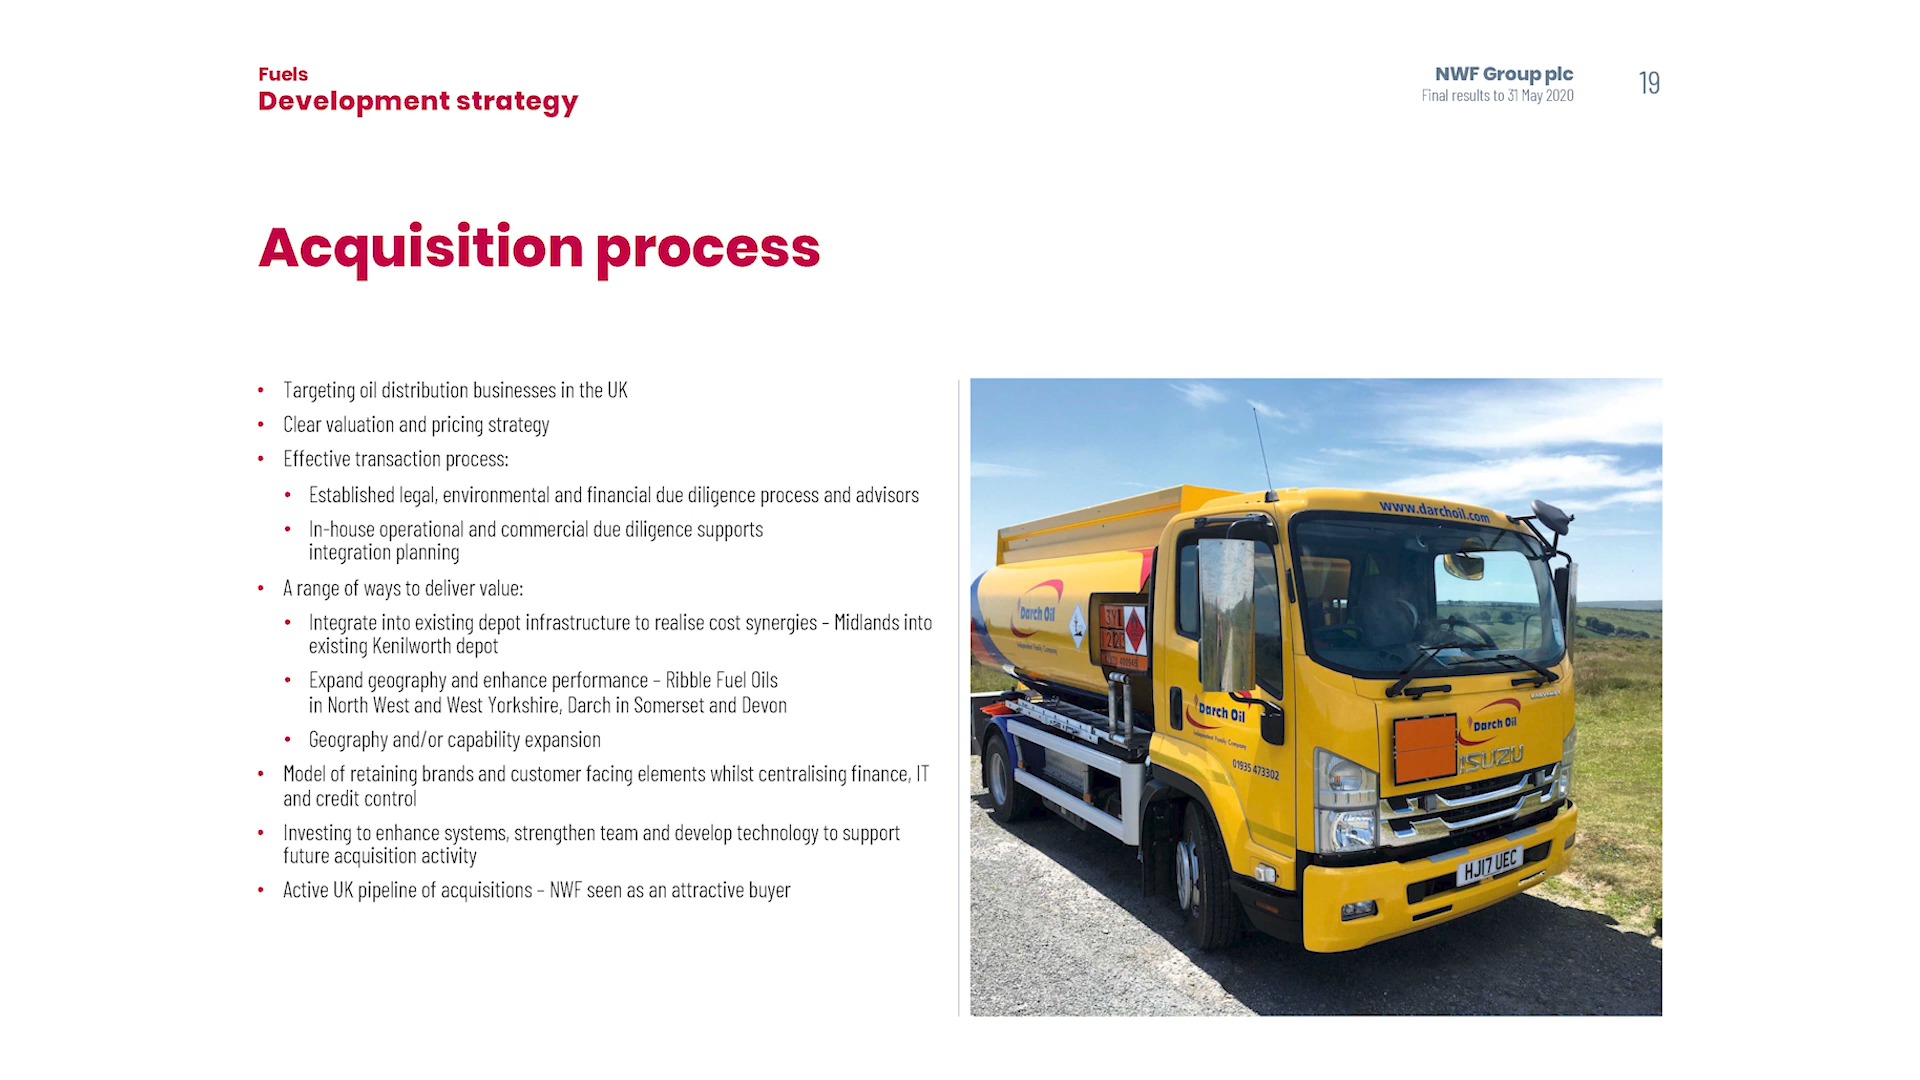 Fuels
Development strategy
NWF Group plc
Final results to 31 May 2020
19
Acquisition process
• Targeting oil distribution businesses in the UK
• Clear valuation and pricing strategy
• Effective transaction process:
• Established legal, environmental and financial due diligence process and advisors
• In-house operational and commercial due diligence supports
integration planning
• A range of ways to deliver value:
• Integrate into existing depot infrastructure to realise cost synergies – Midlands into
existing Kenilworth depot
• Expand geography and enhance performance – Ribble Fuel Oils
in North West and West Yorkshire, Darch in Somerset and Devon
• Geography and/or capability expansion
• Model of retaining brands and customer facing elements whilst centralising finance, IT
and credit control
• Investing to enhance systems, strengthen team and develop technology to support
future acquisition activity
• Active UK pipeline of acquisitions – NWF seen as an attractive buyer
www.darchoil.com
Darch Oil
Independent Family Company
3YL
Darch Oil
Independent Family Company
01935 473302
Darch Oil
ISUZU
HJ17 UEC